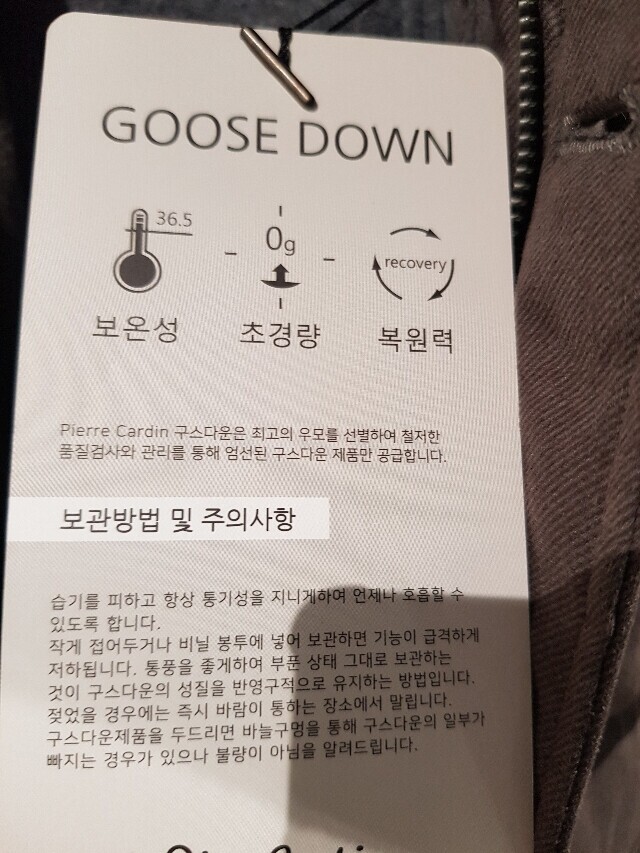 GOOSE DOWN
36.5
0g
recovery
보온성
초경량
복원력
Pierre Cardin 구스다운은 최고의 우모를 선별하여 철저한
품질검사와 관리를 통해 엄선된 구스다운 제품만 공급합니다.
보관방법 및 주의사항
습기를 피하고 항상 통기성을 지니게하여 언제나 호흡할 수
있도록 합니다.
작게 접어두거나 비닐 봉투에 넣어 보관하면 기능이 급격하게
저하됩니다. 통풍을 좋게하여 부푼 상태 그대로 보관하는
것이 구스다운의 성질을 반영구적으로 유지하는 방법입니다.
젖었을 경우에는 즉시 바람이 통하는 장소에서 말립니다.
구스다운제품을 두드리면 바늘구멍을 통해 구스다운의 일부가
빠지는 경우가 있으나 불량이 아님을 알려드립니다.